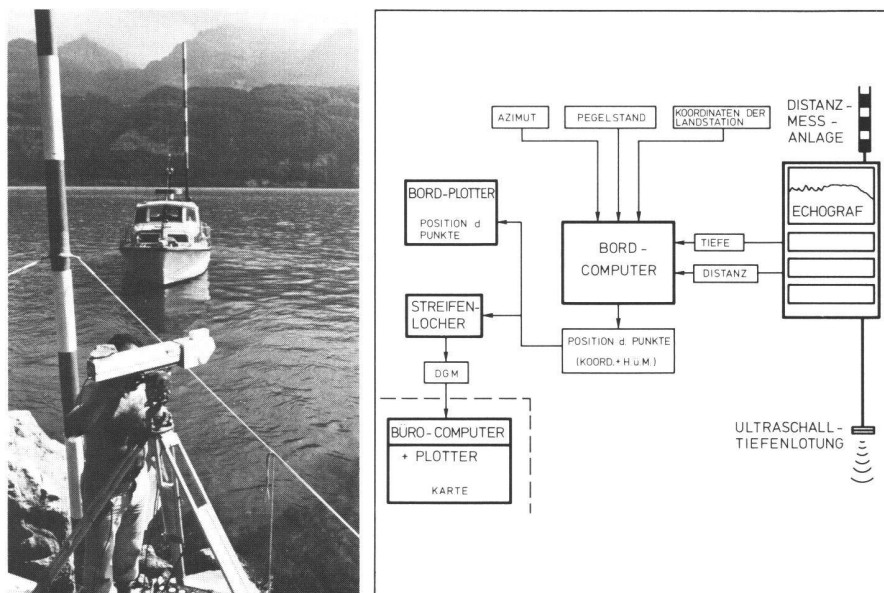 DISTANZ-
MESS-
ANLAGE
AZIMUT
PEGELSTAND
KOORDINATEN DER
LANDSTATION
BORD-PLOTTER
POSITION d
PUNKTE
ECHOGRAF
BORD-
COMPUTER
TIEFE
DISTANZ
STREIFEN-
LOCHER
POSITION d. PUNKTE
(KOORD.+ H.ü.M.)
DGM
BÜRO-COMPUTER
+ PLOTTER
KARTE
ULTRASCHALL-
TIEFENLOTUNG